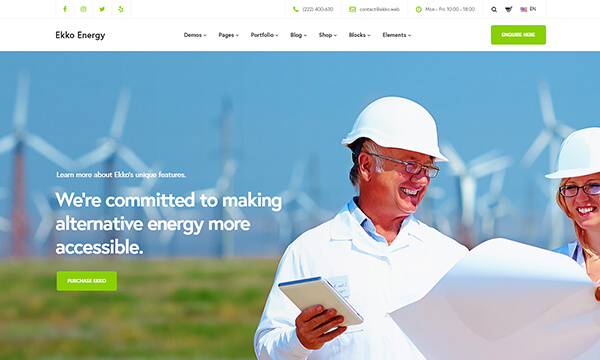 (222) 400-630
contact@ekko.web
Mon - Fri: 10:00 - 18:00
EN
Ekko Energy
Demos
Pages
Portfolio
Blog
Shop
Blocks
Elements
ENQUIRE HERE
Learn more about Ekko's unique features.
We're committed to making
alternative energy more
accessible.
PURCHASE EKKO